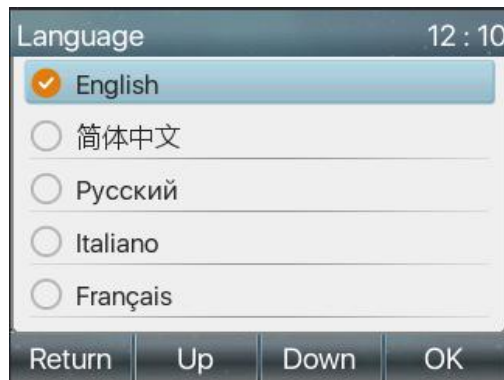 Language 12 : 10
English
简体中文
Русский
Italiano
Français
Return Up Down OK